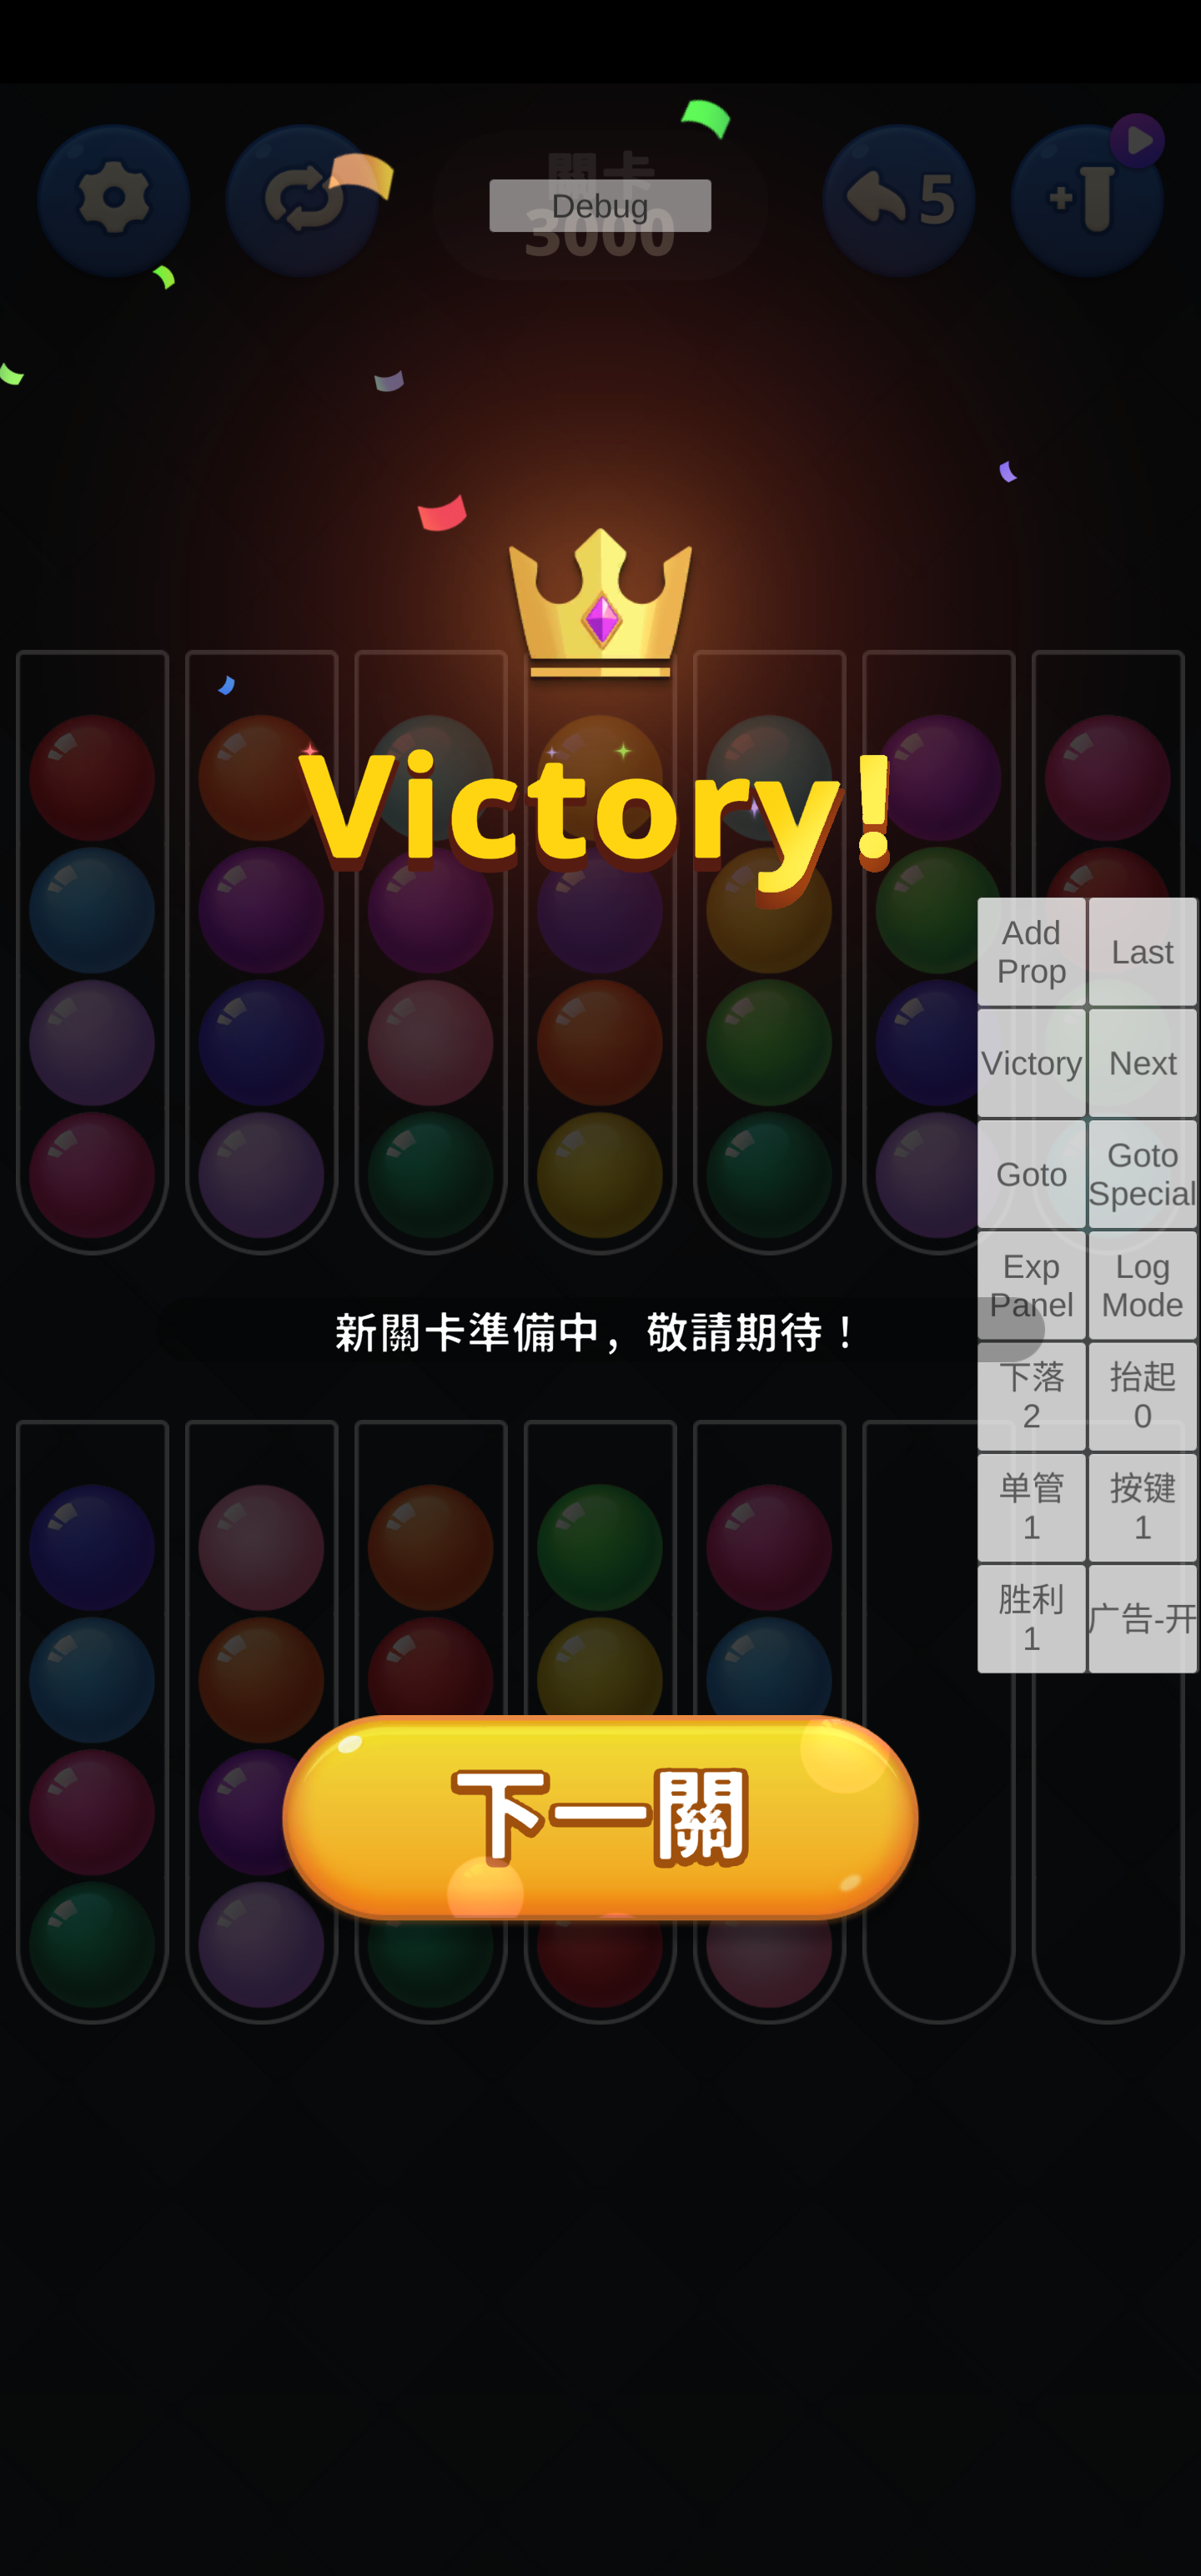 關卡
Debug
3000
5
+
Victory!
Add
Prop
Last
Victory
Next
Goto
Goto
Special
Exp
Panel
Log
Mode
新關卡準備中，敬請期待！
下落
2
抬起
0
单管
1
按键
1
胜利
1
广告-开
下一關